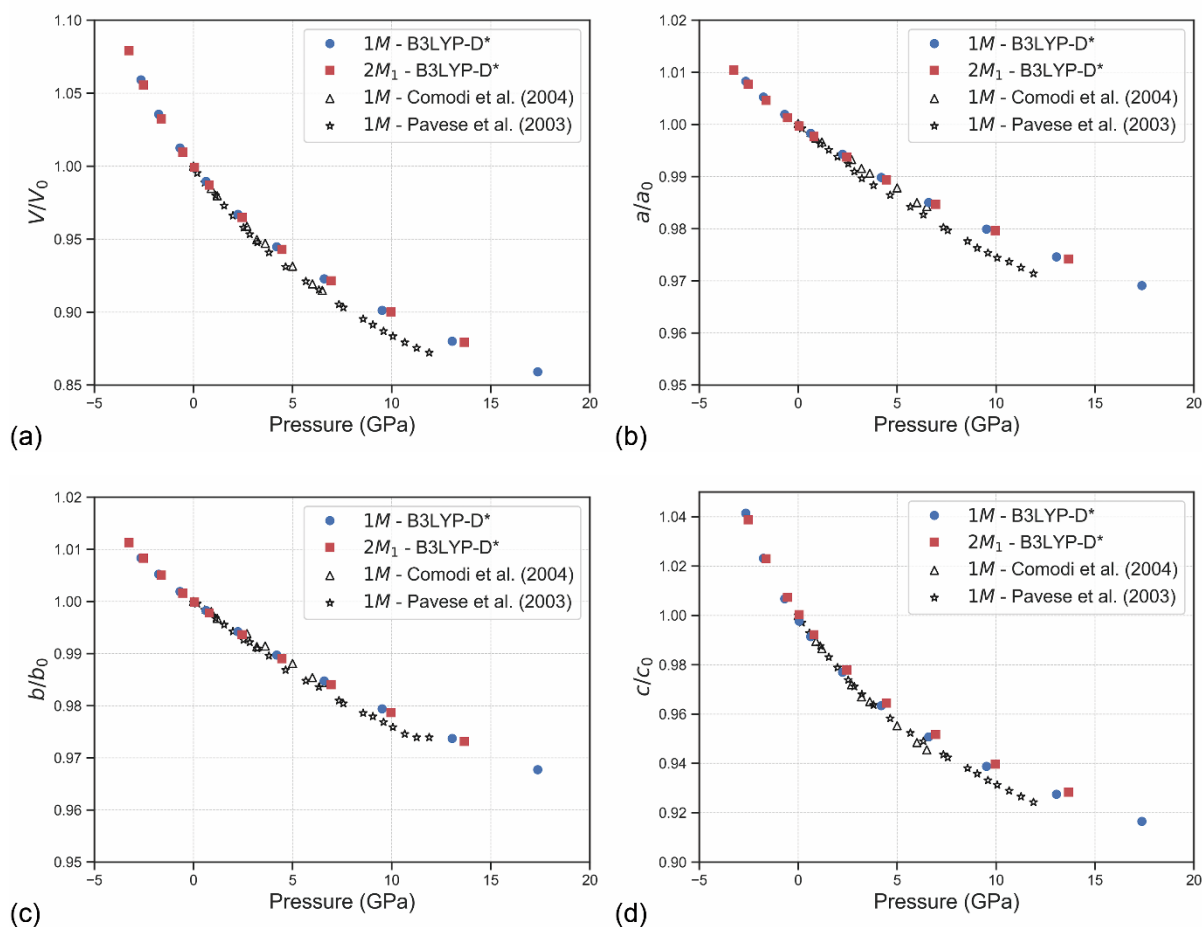 1.10
1.05
1.00
0.95
0.90
0.85
V/V0
1M - B3LYP-D*
2M1 - B3LYP-D*
1M - Comodi et al. (2004)
1M - Pavese et al. (2003)
−5 0 5 10 15 20
Pressure (GPa)
(a)
1.02
1.01
1.00
0.99
0.98
0.97
0.96
0.95
a/a0
1M - B3LYP-D*
2M1 - B3LYP-D*
1M - Comodi et al. (2004)
1M - Pavese et al. (2003)
−5 0 5 10 15 20
Pressure (GPa)
(b)
1.02
1.01
1.00
0.99
0.98
0.97
0.96
0.95
b/b0
1M - B3LYP-D*
2M1 - B3LYP-D*
1M - Comodi et al. (2004)
1M - Pavese et al. (2003)
−5 0 5 10 15 20
Pressure (GPa)
(c)
1.04
1.02
1.00
0.98
0.96
0.94
0.92
0.90
c/c0
1M - B3LYP-D*
2M1 - B3LYP-D*
1M - Comodi et al. (2004)
1M - Pavese et al. (2003)
−5 0 5 10 15 20
Pressure (GPa)
(d)